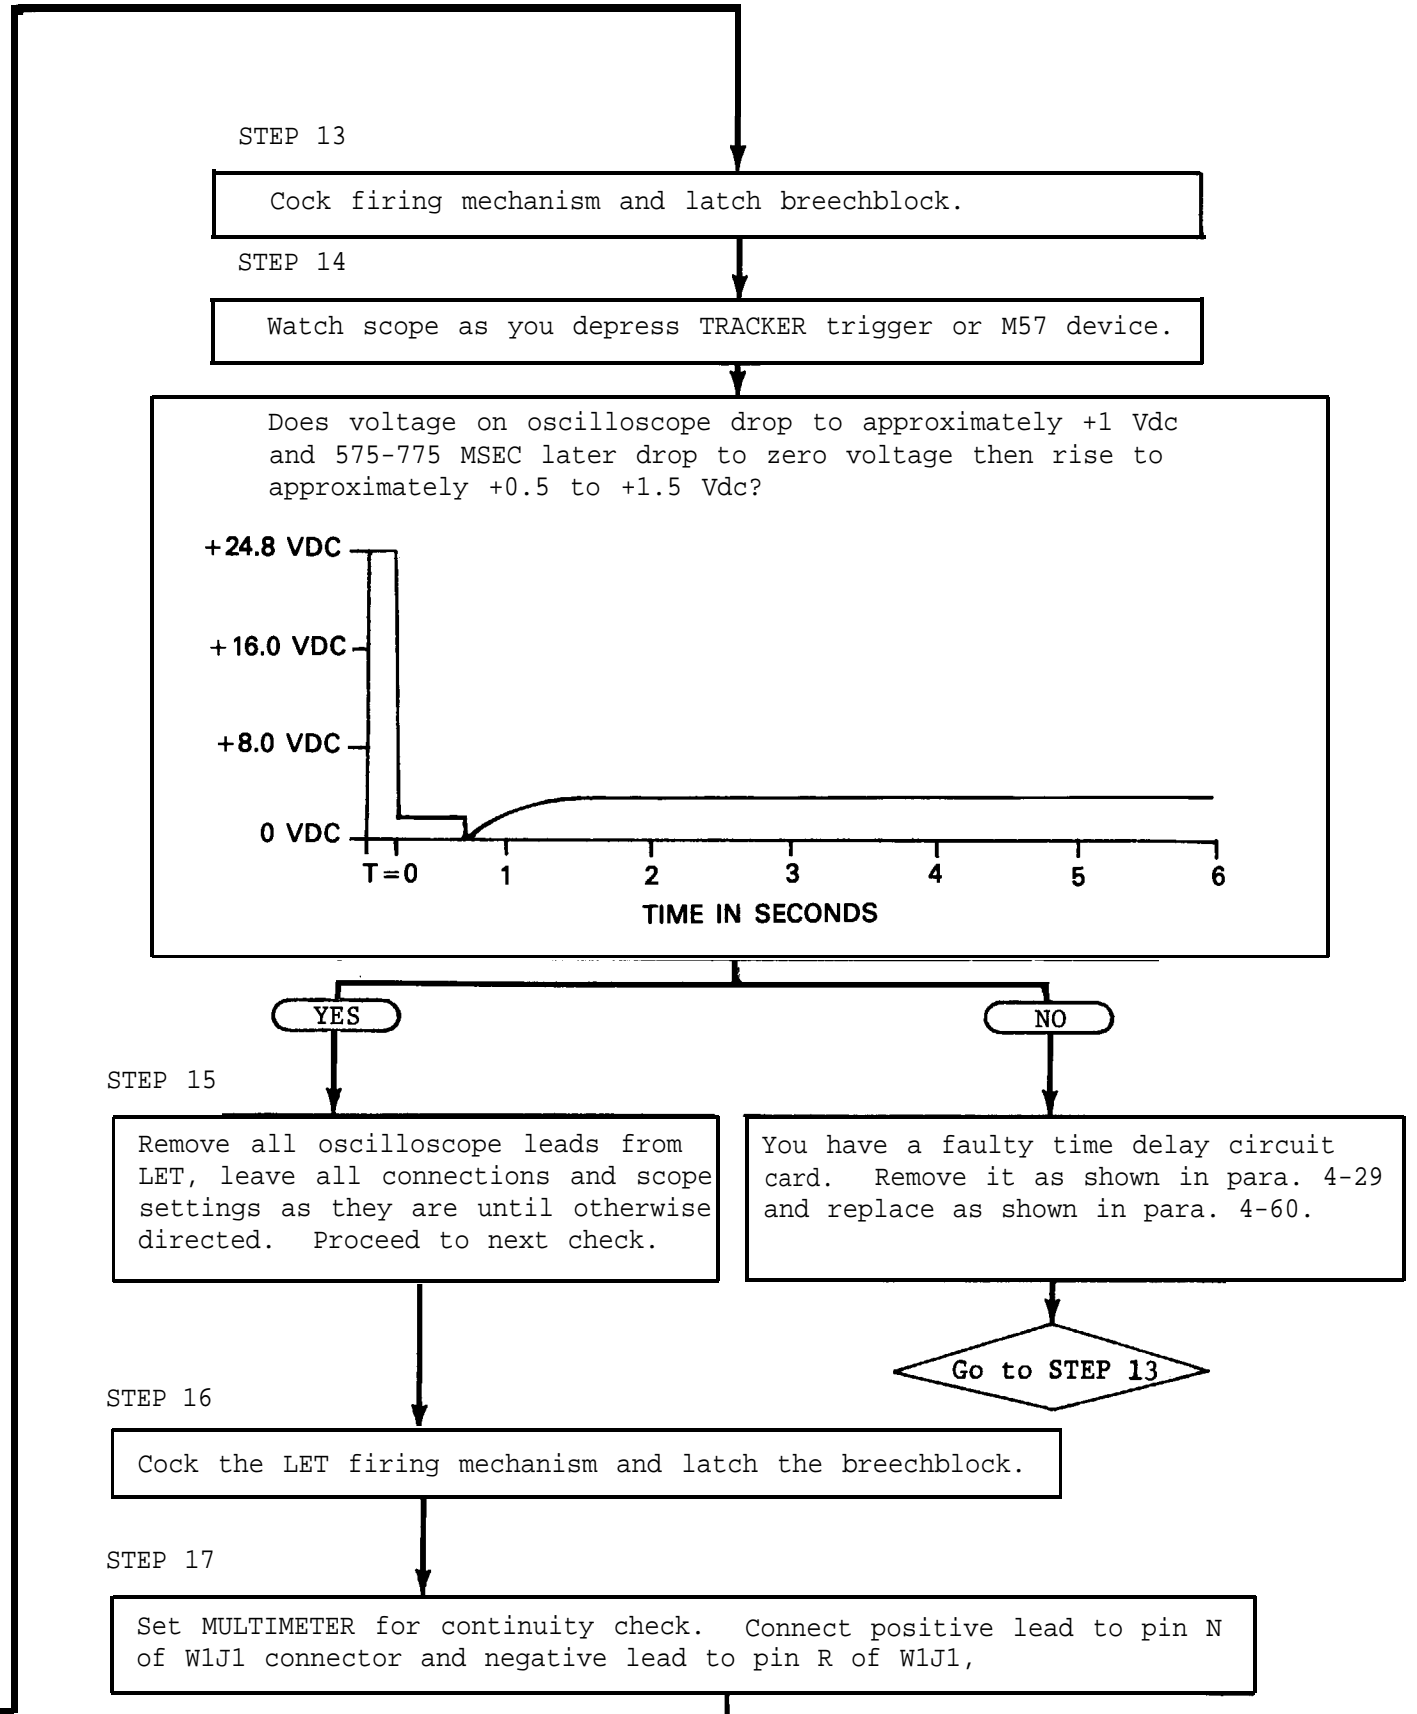 STEP 13
Cock firing mechanism and latch breechblock.
STEP 14
Watch scope as you depress TRACKER trigger or M57 device.
Does voltage on oscilloscope drop to approximately +1 Vdc
and 575-775 MSEC later drop to zero voltage then rise to
approximately +0.5 to +1.5 Vdc?
+24.8 VDC
+16.0 VDC
+8.0 VDC
0 VDC
T=0 1 2 3 4 5 6
TIME IN SECONDS
YES
NO
STEP 15
Remove all oscilloscope leads from
LET, leave all connections and scope
settings as they are until otherwise
directed. Proceed to next check.
You have a faulty time delay circuit
card. Remove it as shown in para. 4-29
and replace as shown in para. 4-60.
Go to STEP 13
STEP 16
Cock the LET firing mechanism and latch the breechblock.
STEP 17
Set MULTIMETER for continuity check. Connect positive lead to pin N
of W1J1 connector and negative lead to pin R of W1J1,